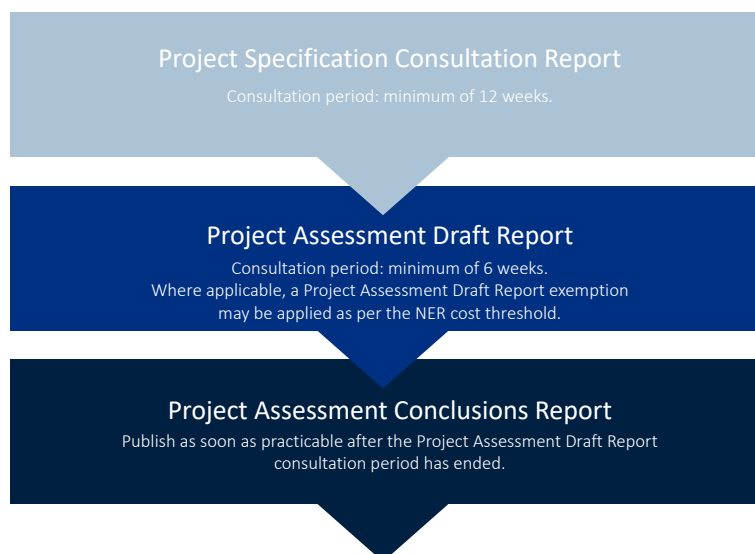 Project Specification Consultation Report
Consultation period: minimum of 12 weeks.
Project Assessment Draft Report
Consultation period: minimum of 6 weeks.
Where applicable, a Project Assessment Draft Report exemption
may be applied as per the NER cost threshold.
Project Assessment Conclusions Report
Publish as soon as practicable after the Project Assessment Draft Report
consultation period has ended.